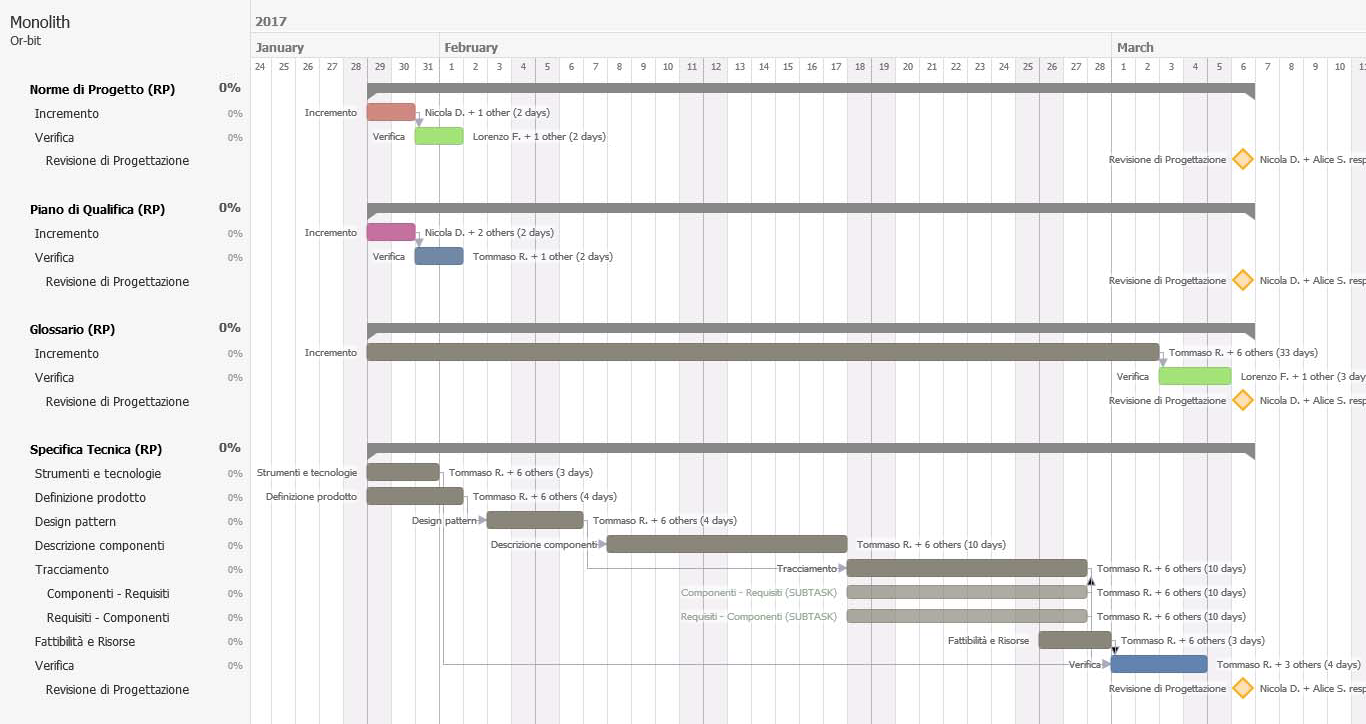 Monolith
Or-bit
2017
January February March
24 25 26 27 28 29 30 31 1 2 3 4 5 6 7 8 9 10 11 12 13 14 15 16 17 18 19 20 21 22 23 24 25 26 27 28 1 2 3 4 5 6 7 8 9 10 11
Norme di Progetto (RP) 0%
Incremento 0% Incremento Nicola D. + 1 other (2 days)
Verifica 0% Verifica Lorenzo F. + 1 other (2 days)
Revisione di Progettazione Revisione di Progettazione Nicola D. + Alice S. resp
Piano di Qualifica (RP) 0%
Incremento 0% Incremento Nicola D. + 2 others (2 days)
Verifica 0% Verifica Tommaso R. + 1 other (2 days)
Revisione di Progettazione Revisione di Progettazione Nicola D. + Alice S. resp
Glossario (RP) 0%
Incremento 0% Incremento Tommaso R. + 6 others (33 days)
Verifica 0% Verifica Lorenzo F. + 1 other (3 day
Revisione di Progettazione Revisione di Progettazione Nicola D. + Alice S. resp
Specifica Tecnica (RP) 0%
Strumenti e tecnologie 0% Strumenti e tecnologie Tommaso R. + 6 others (3 days)
Definizione prodotto 0% Definizione prodotto Tommaso R. + 6 others (4 days)
Design pattern 0% Design pattern Tommaso R. + 6 others (4 days)
Descrizione componenti 0% Descrizione componenti Tommaso R. + 6 others (10 days)
Tracciamento 0% Tracciamento Tommaso R. + 6 others (10 days)
Componenti - Requisiti 0% Componenti - Requisiti (SUBTASK) Tommaso R. + 6 others (10 days)
Requisiti - Componenti 0% Requisiti - Componenti (SUBTASK) Tommaso R. + 6 others (10 days)
Fattibilità e Risorse 0% Fattibilità e Risorse Tommaso R. + 6 others (3 days)
Verifica 0% Verifica Tommaso R. + 3 others (4 days)
Revisione di Progettazione Revisione di Progettazione Nicola D. + Alice S. resp